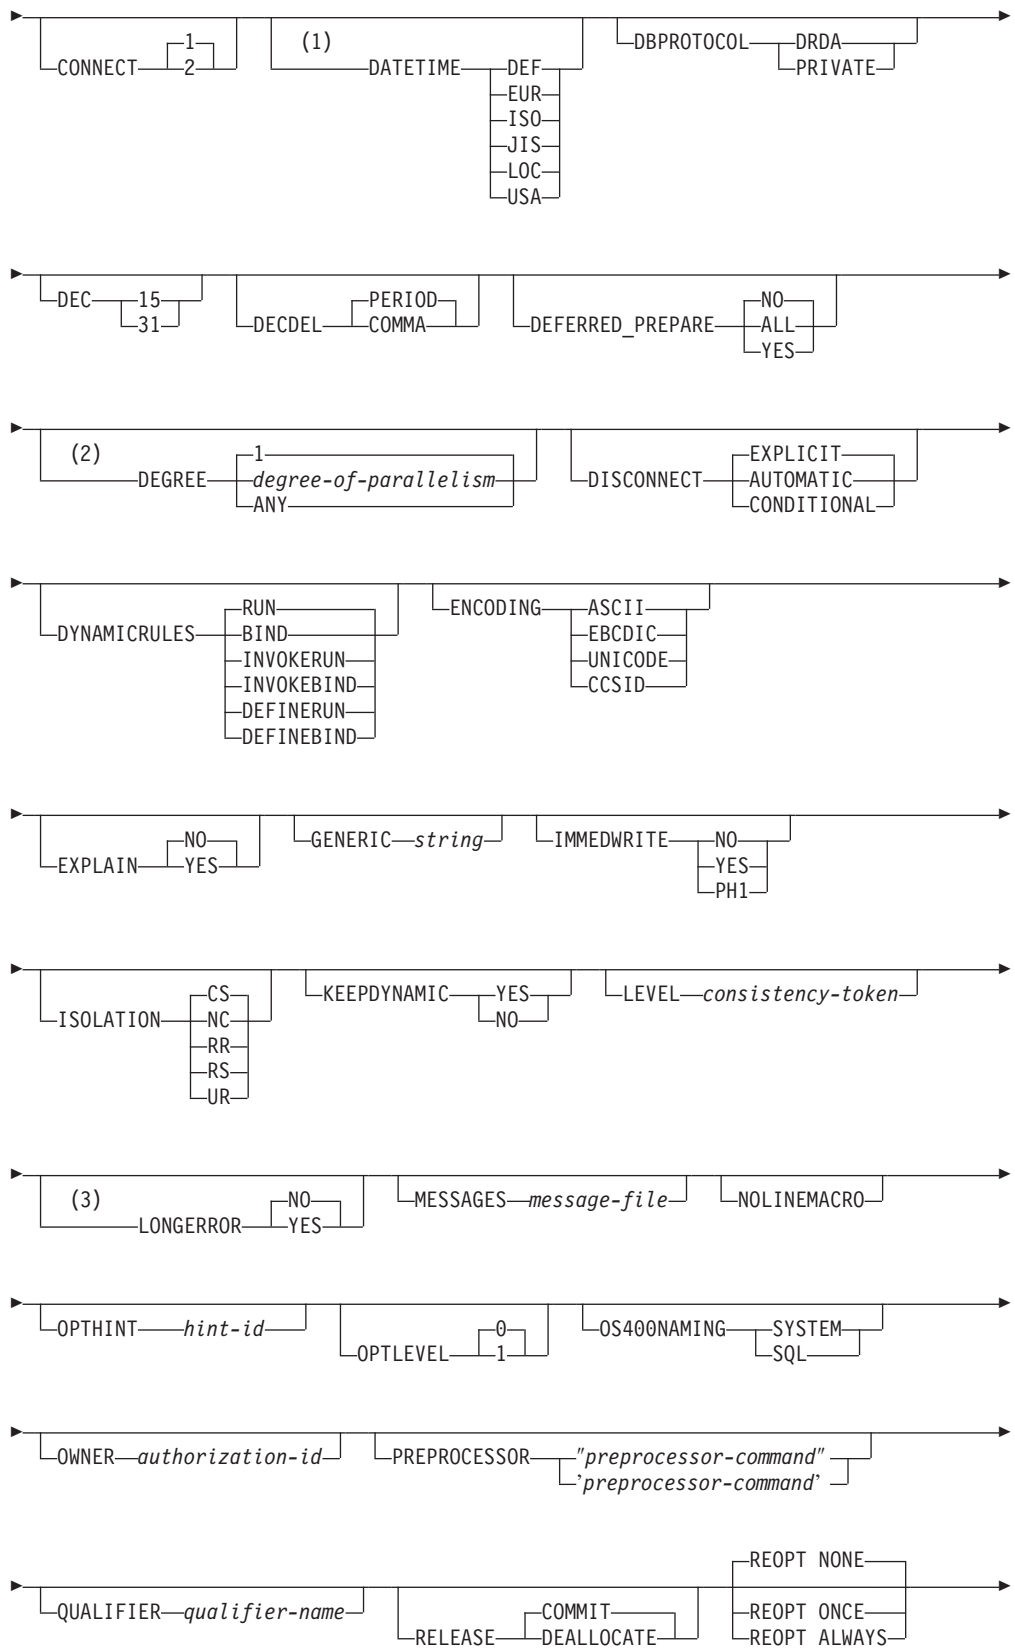 1
(1) DBPROTOCOL DRDA
CONNECT 2 DATETIME DEF PRIVATE
EUR
ISO
JIS
LOC
USA
DEC 15 PERIOD NO
31 DECDEL COMMA DEFERRED_PREPARE ALL
YES
(2) 1 EXPLICIT
DEGREE degree-of-parallelism DISCONNECT AUTOMATIC
ANY CONDITIONAL
RUN ENCODING ASCII
DYNAMICRULES BIND EBCDIC
INVOKERUN UNICODE
INVOKEBIND CCSID
DEFINERUN
DEFINEBIND
NO GENERIC string IMMEDWRITE NO
EXPLAIN YES YES
PH1
CS KEEPDYNAMIC YES LEVEL consistency-token
ISOLATION NC NO
RR
RS
UR
(3) NO MESSAGES message-file NOLINEMACRO
LONGERROR YES
OPTHINT hint-id 0 OS400NAMING SYSTEM
OPTLEVEL 1 SQL
OWNER authorization-id PREPROCESSOR "preprocessor-command"
'preprocessor-command'
REOPT NONE
QUALIFIER qualifier-name COMMIT REOPT ONCE
RELEASE DEALLOCATE REOPT ALWAYS